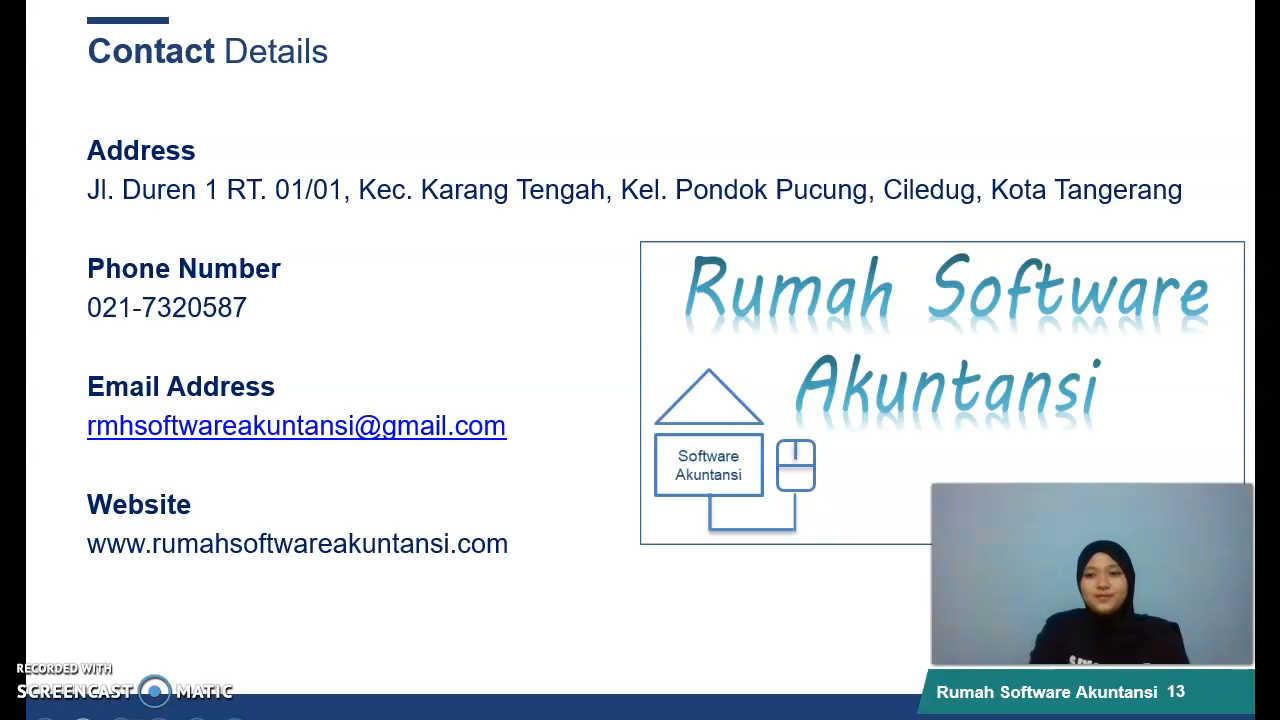 Contact Details
Address
Jl. Duren 1 RT. 01/01, Kec. Karang Tengah, Kel. Pondok Pucung, Ciledug, Kota Tangerang
Phone Number
021-7320587
Email Address
rmhsoftwareakuntansi@gmail.com
Website
www.rumahsoftwareakuntansi.com
Rumah Software
Akuntansi
Software
Akuntansi
RECORDED WITH
SCREENCAST MATIC
Rumah Software Akuntansi 13